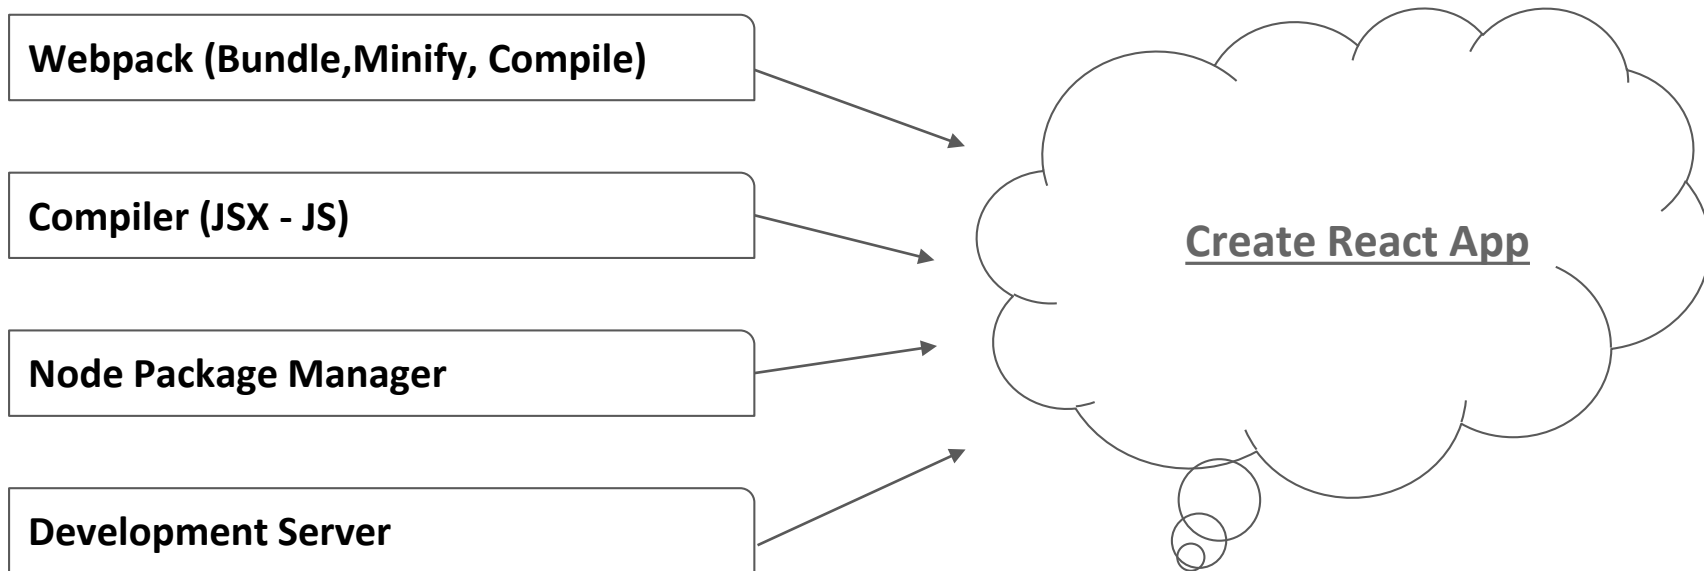 Webpack (Bundle,Minify, Compile)
Compiler (JSX - JS)
Create React App
Node Package Manager
Development Server